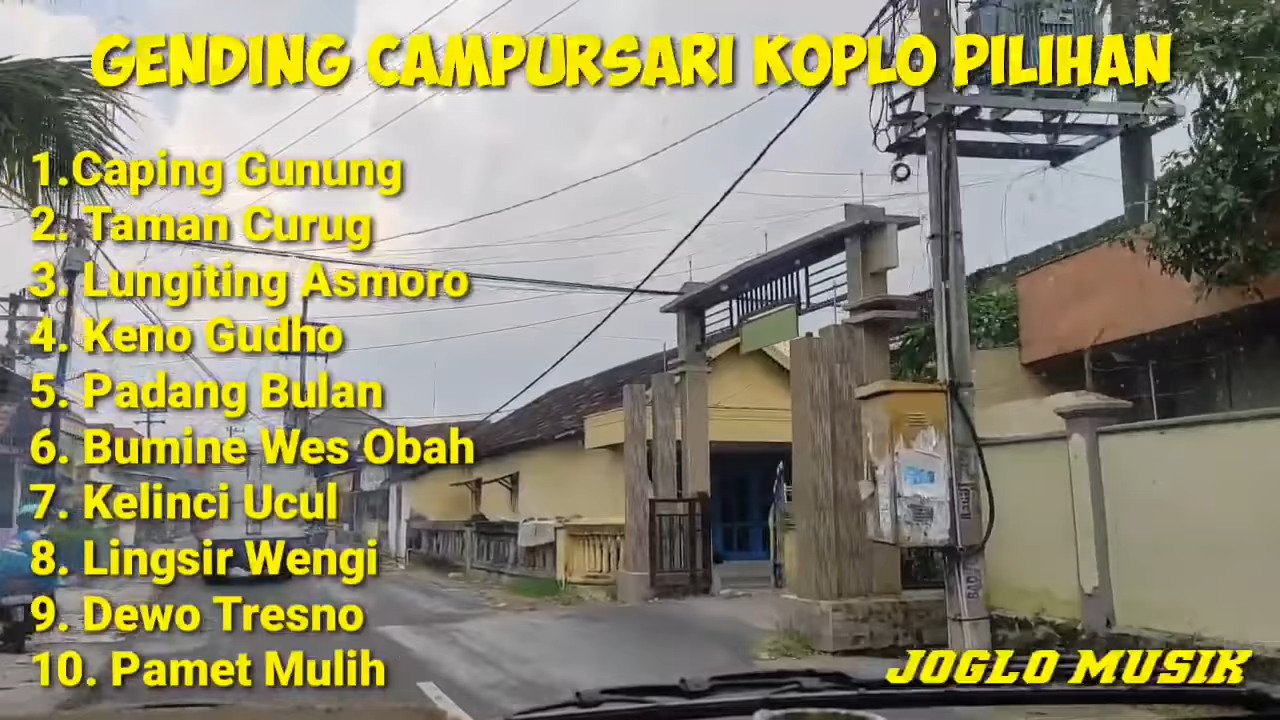 GENDING CAMPURSARI KOPLO PILIHAN
1.Caping Gunung
2. Taman Curug
3. Lungiting Asmoro
4. Keno Gudho
5. Padang Bulan
6. Bumine Wes Obah
7. Kelinci Ucul
8. Lingsir Wengi
9. Dewo Tresno
10. Pamet Mulih
JOGLO MUSIK